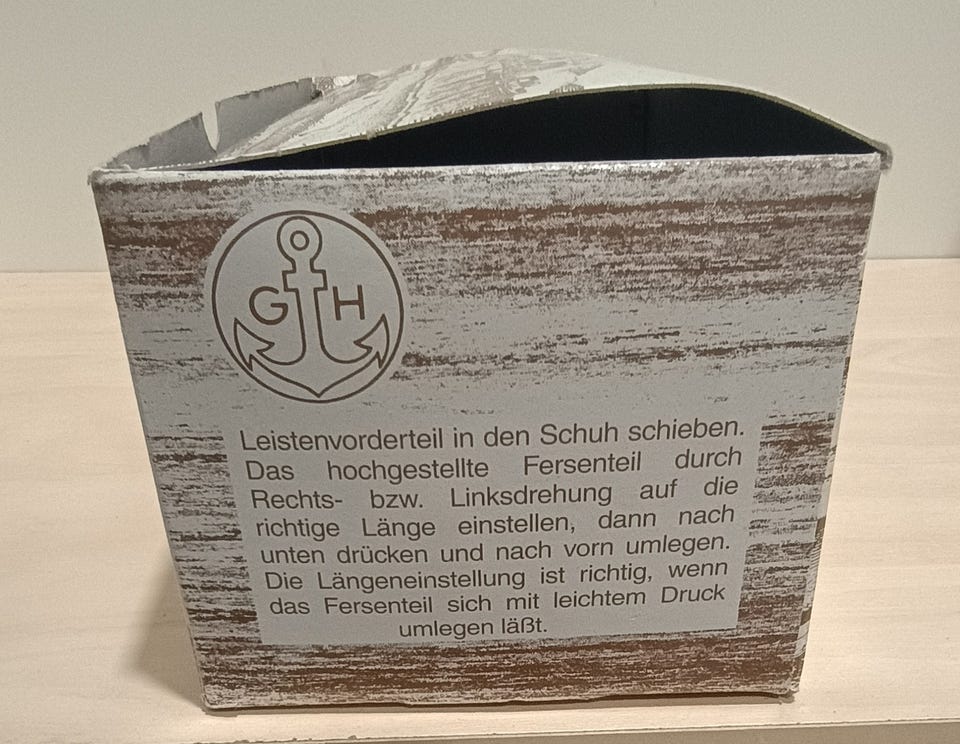 G H
Leistenvorderteil in den Schuh schieben.
Das hochgestellte Fersenteil durch
Rechts- bzw. Linksdrehung auf die
richtige Länge einstellen, dann nach
unten drücken und nach vorn umlegen.
Die Längeneinstellung ist richtig, wenn
das Fersenteil sich mit leichtem Druck
umlegen läßt.